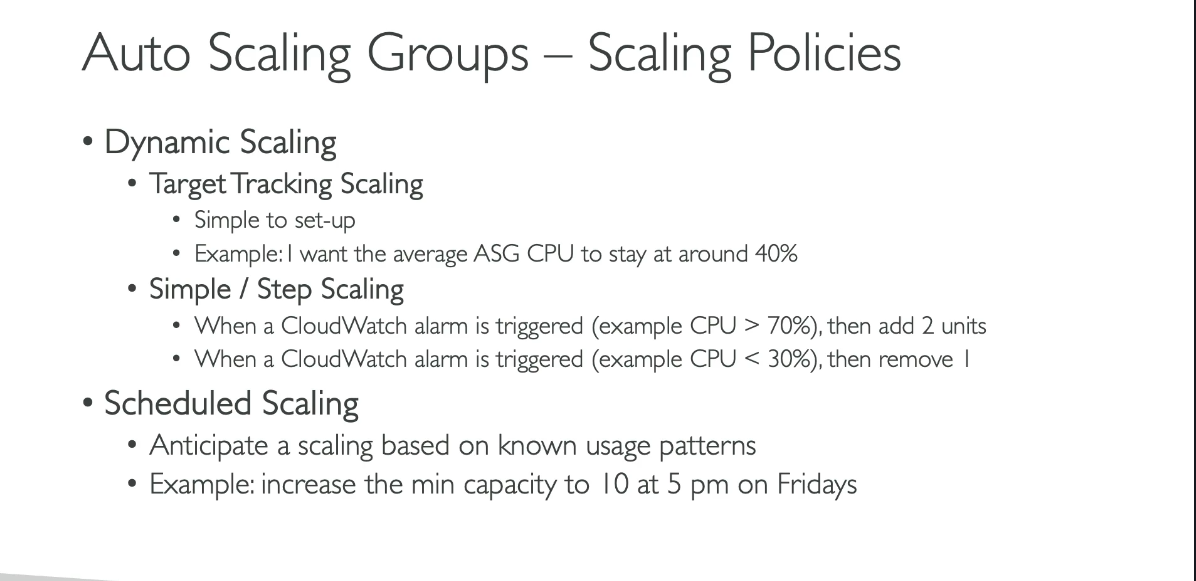 Auto Scaling Groups – Scaling Policies
• Dynamic Scaling
• Target Tracking Scaling
• Simple to set-up
• Example: I want the average ASG CPU to stay at around 40%
• Simple / Step Scaling
• When a CloudWatch alarm is triggered (example CPU > 70%), then add 2 units
• When a CloudWatch alarm is triggered (example CPU < 30%), then remove 1
• Scheduled Scaling
• Anticipate a scaling based on known usage patterns
• Example: increase the min capacity to 10 at 5 pm on Fridays